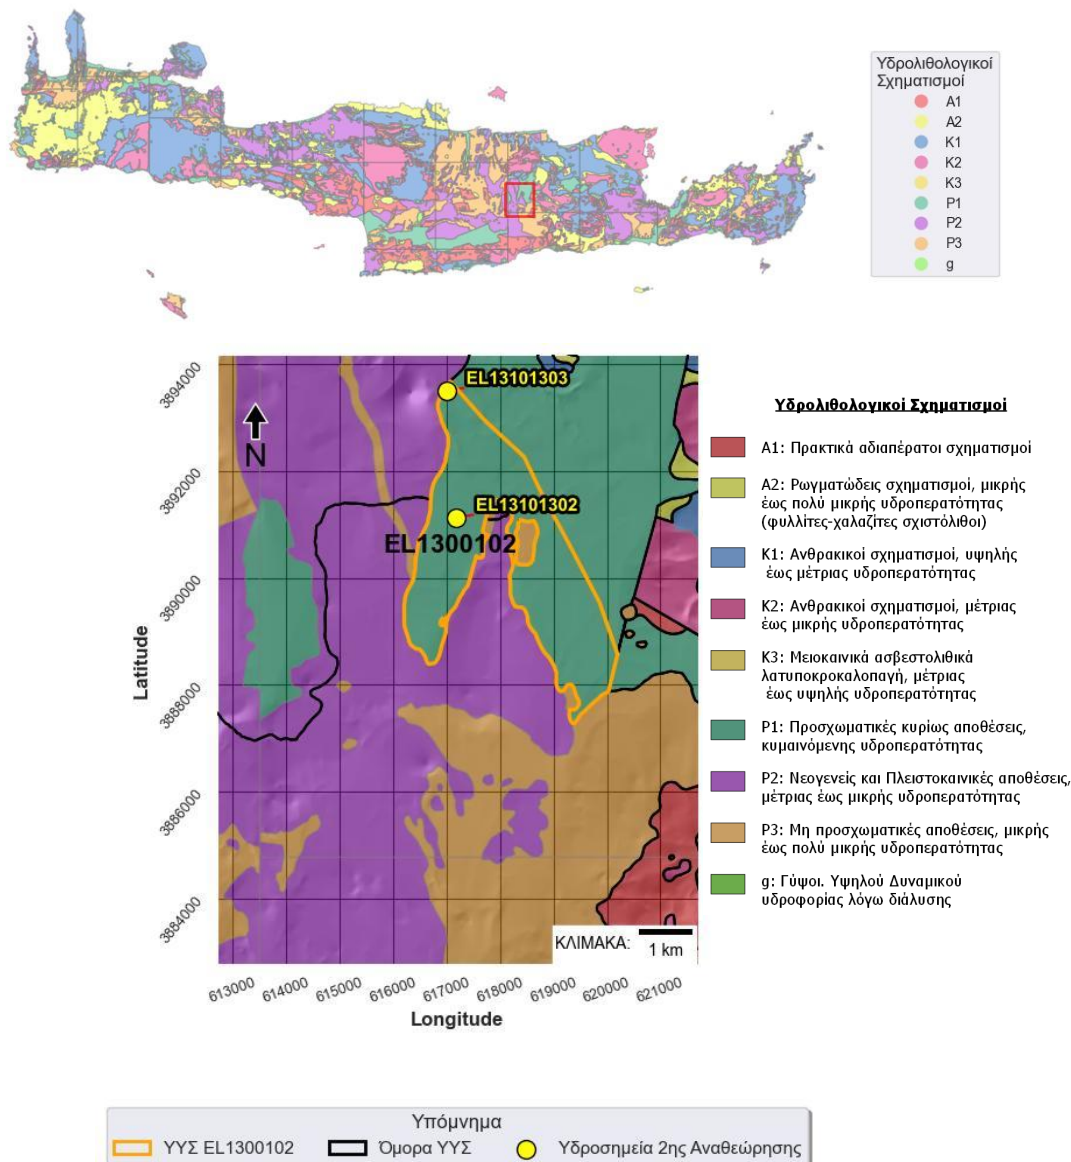 Υδρολιθολογικοί
Σχηματισμοί
A1
A2
K1
K2
K3
P1
P2
P3
g
3894000
3892000
3890000
3888000
3886000
3884000
Latitude
N
EL13101303
EL13101302
EL1300102
ΚΛΙΜΑΚΑ:
1 km
613000
614000
615000
616000
617000
618000
619000
620000
621000
Longitude
Υδρολιθολογικοί Σχηματισμοί
A1: Πρακτικά αδιαπέρατοι σχηματισμοί
A2: Ρωγματώδεις σχηματισμοί, μικρής
έως πολύ μικρής υδροπερατότητας
(φυλλίτες-χαλαζίτες σχιστόλιθοι)
K1: Ανθρακικοί σχηματισμοί, υψηλής
έως μέτριας υδροπερατότητας
K2: Ανθρακικοί σχηματισμοί, μέτριας
έως μικρής υδροπερατότητας
K3: Μειοκαινικά ασβεστολιθικά
λατυποκροκαλοπαγή, μέτριας
έως υψηλής υδροπερατότητας
P1: Προσχωματικές κυρίως αποθέσεις,
κυμαινόμενης υδροπερατότητας
P2: Νεογενείς και Πλειστοκαινικές αποθέσεις,
μέτριας έως μικρής υδροπερατότητας
P3: Μη προσχωματικές αποθέσεις, μικρής
έως πολύ μικρής υδροπερατότητας
g: Γύψοι. Υψηλού Δυναμικού
υδροφορίας λόγω διάλυσης
Υπόμνημα
ΥΥΣ EL1300102
Όμορα ΥΥΣ
Υδροσημεία 2ης Αναθεώρησης